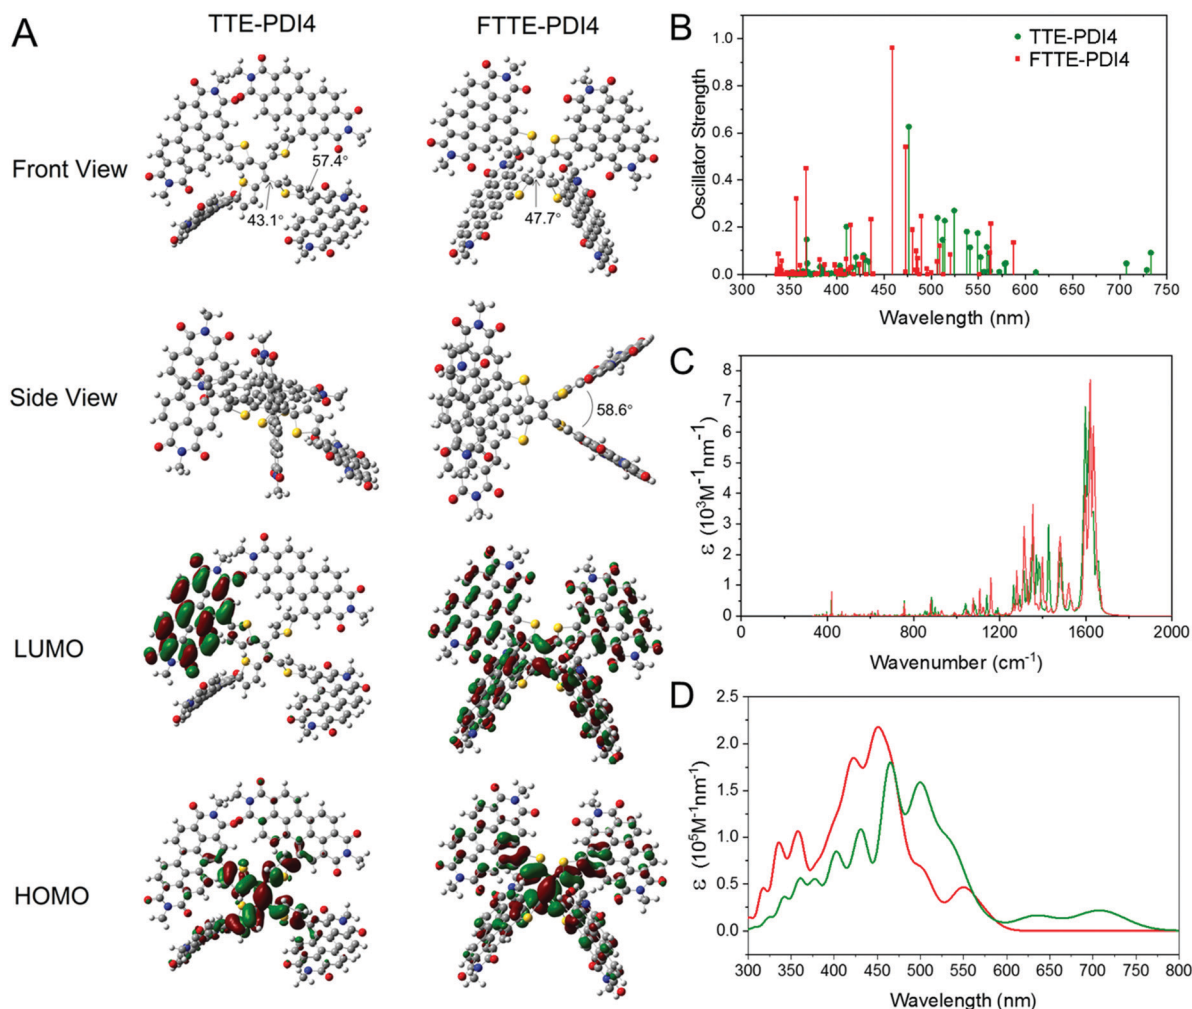 A
TTE-PDI4
FTTE-PDI4
Front View
57.4°
43.1°
47.7°
Side View
58.6°
LUMO
HOMO
B
TTE-PDI4
FTTE-PDI4
1.0
0.8
0.6
0.4
0.2
0.0
Oscillator Strength
300 350 400 450 500 550 600 650 700 750
Wavelength (nm)
C
8
7
6
5
4
3
2
1
0
ε (10³M⁻¹nm⁻¹)
0 400 800 1200 1600 2000
Wavenumber (cm⁻¹)
D
2.5
2.0
1.5
1.0
0.5
0.0
ε (10⁵M⁻¹nm⁻¹)
300 350 400 450 500 550 600 650 700 750 800
Wavelength (nm)